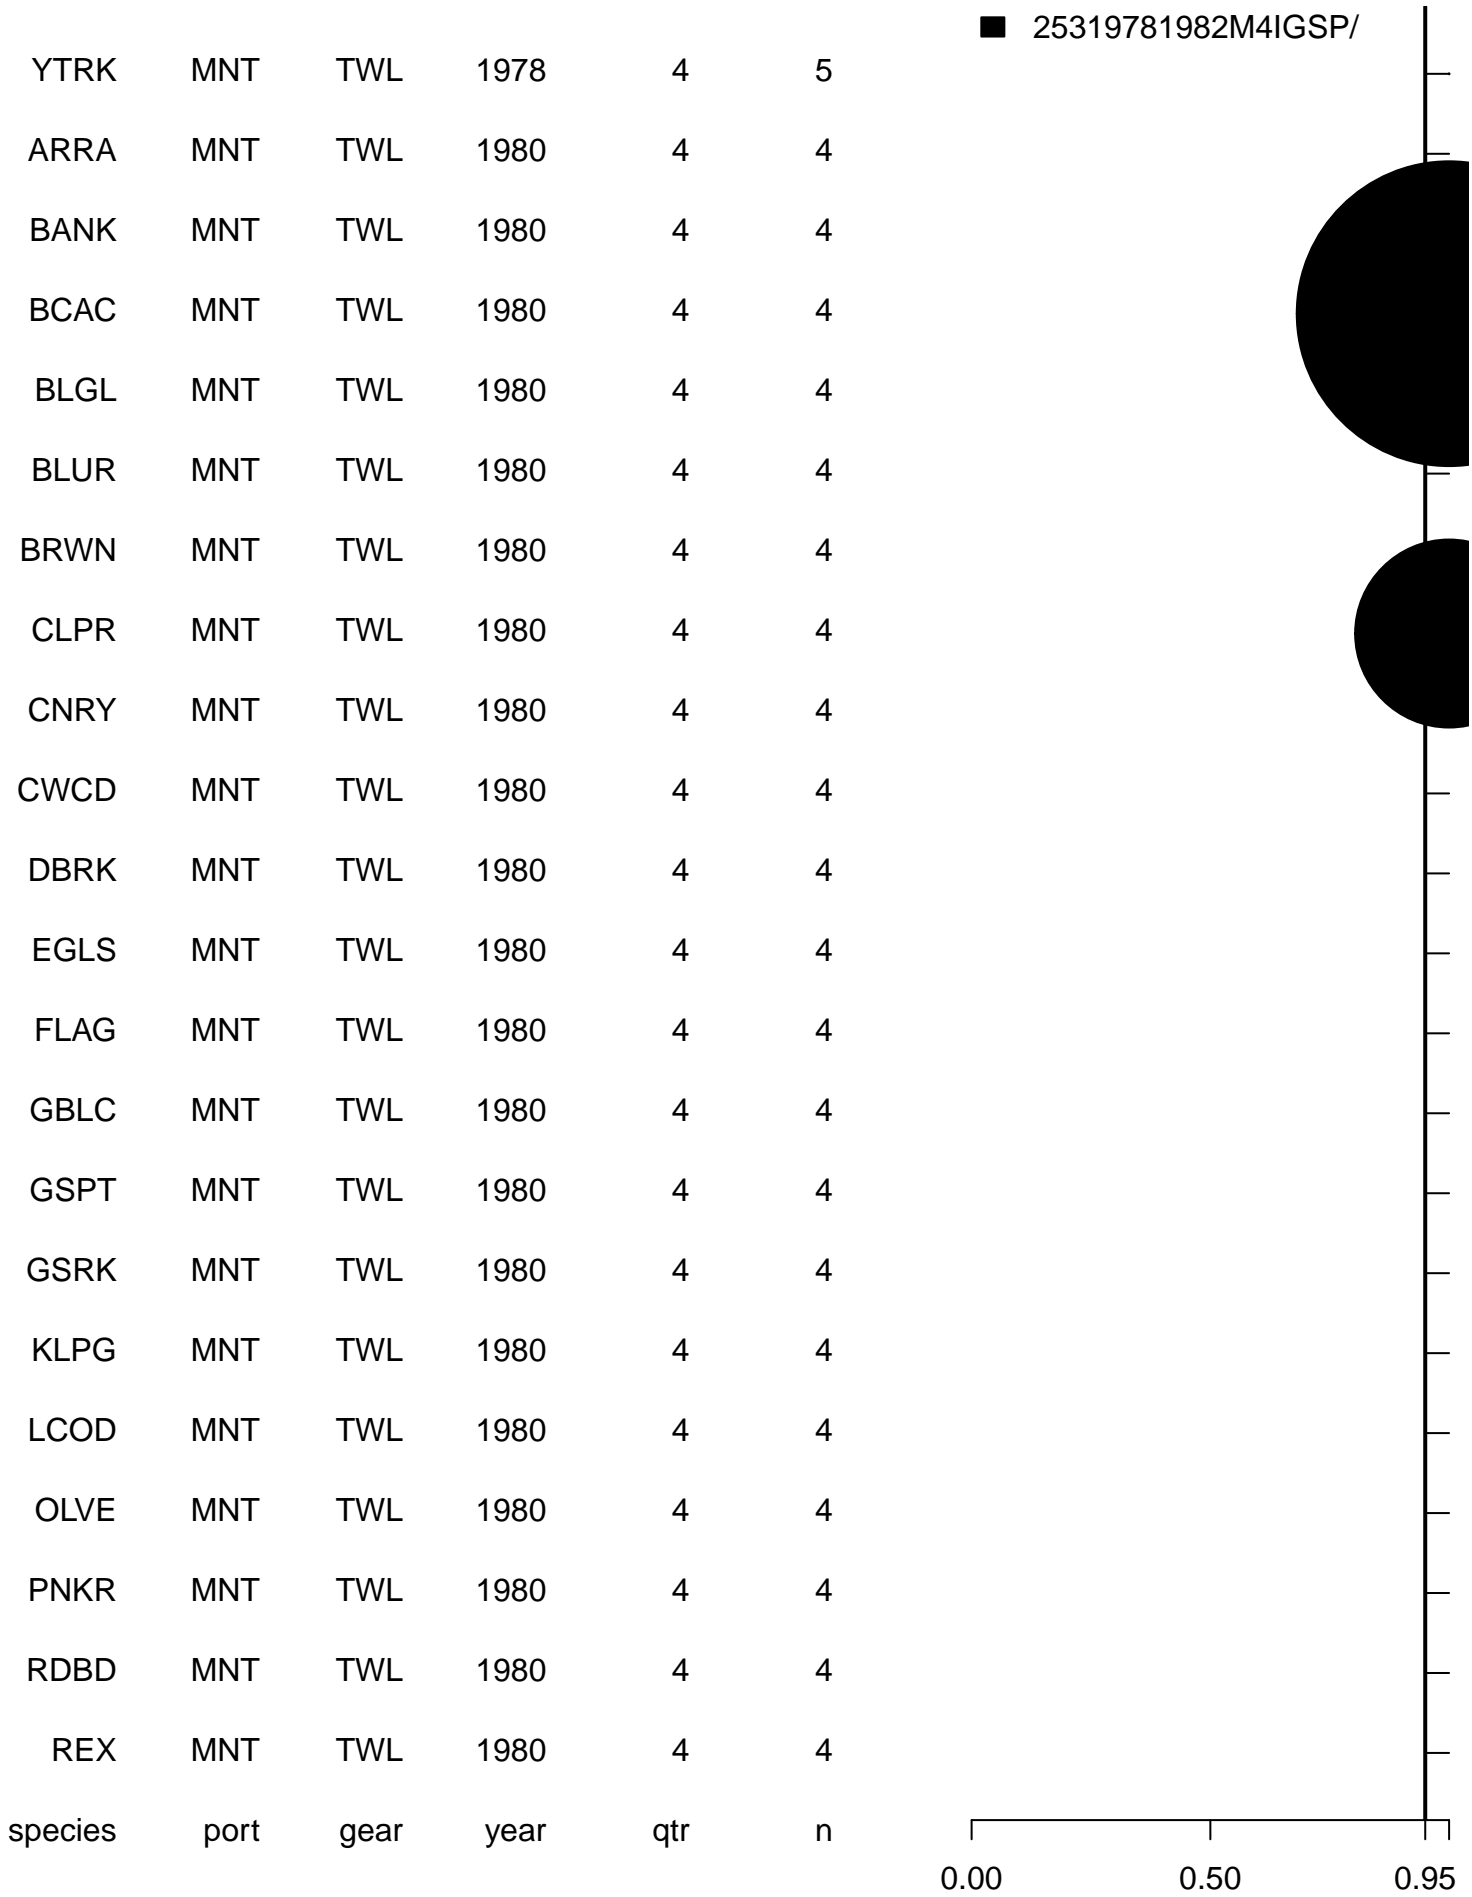 25319781982M4IGSP/
YTRK MNT TWL 1978 4 5
ARRA MNT TWL 1980 4 4
BANK MNT TWL 1980 4 4
BCAC MNT TWL 1980 4 4
BLGL MNT TWL 1980 4 4
BLUR MNT TWL 1980 4 4
BRWN MNT TWL 1980 4 4
CLPR MNT TWL 1980 4 4
CNRY MNT TWL 1980 4 4
CWCD MNT TWL 1980 4 4
DBRK MNT TWL 1980 4 4
EGLS MNT TWL 1980 4 4
FLAG MNT TWL 1980 4 4
GBLC MNT TWL 1980 4 4
GSPT MNT TWL 1980 4 4
GSRK MNT TWL 1980 4 4
KLPG MNT TWL 1980 4 4
LCOD MNT TWL 1980 4 4
OLVE MNT TWL 1980 4 4
PNKR MNT TWL 1980 4 4
RDBD MNT TWL 1980 4 4
REX MNT TWL 1980 4 4
species port gear year qtr n
0.00 0.50 0.95